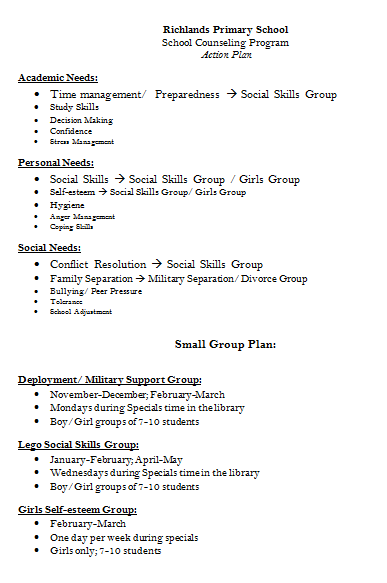 Richlands Primary School
School Counseling Program
Action Plan
Academic Needs:
• Time management/ Preparedness → Social Skills Group
• Study Skills
• Decision Making
• Confidence
• Stress Management
Personal Needs:
• Social Skills → Social Skills Group / Girls Group
• Self-esteem → Social Skills Group/ Girls Group
• Hygiene
• Anger Management
• Coping Skills
Social Needs:
• Conflict Resolution → Social Skills Group
• Family Separation → Military Separation/ Divorce Group
• Bullying/ Peer Pressure
• Tolerance
• School Adjustment
Small Group Plan:
Deployment/ Military Support Group:
• November-December; February-March
• Mondays during Specials time in the library
• Boy/Girl groups of 7-10 students
Lego Social Skills Group:
• January-February; April-May
• Wednesdays during Specials time in the library
• Boy/Girl groups of 7-10 students
Girls Self-esteem Group:
• February-March
• One day per week during specials
• Girls only; 7-10 students